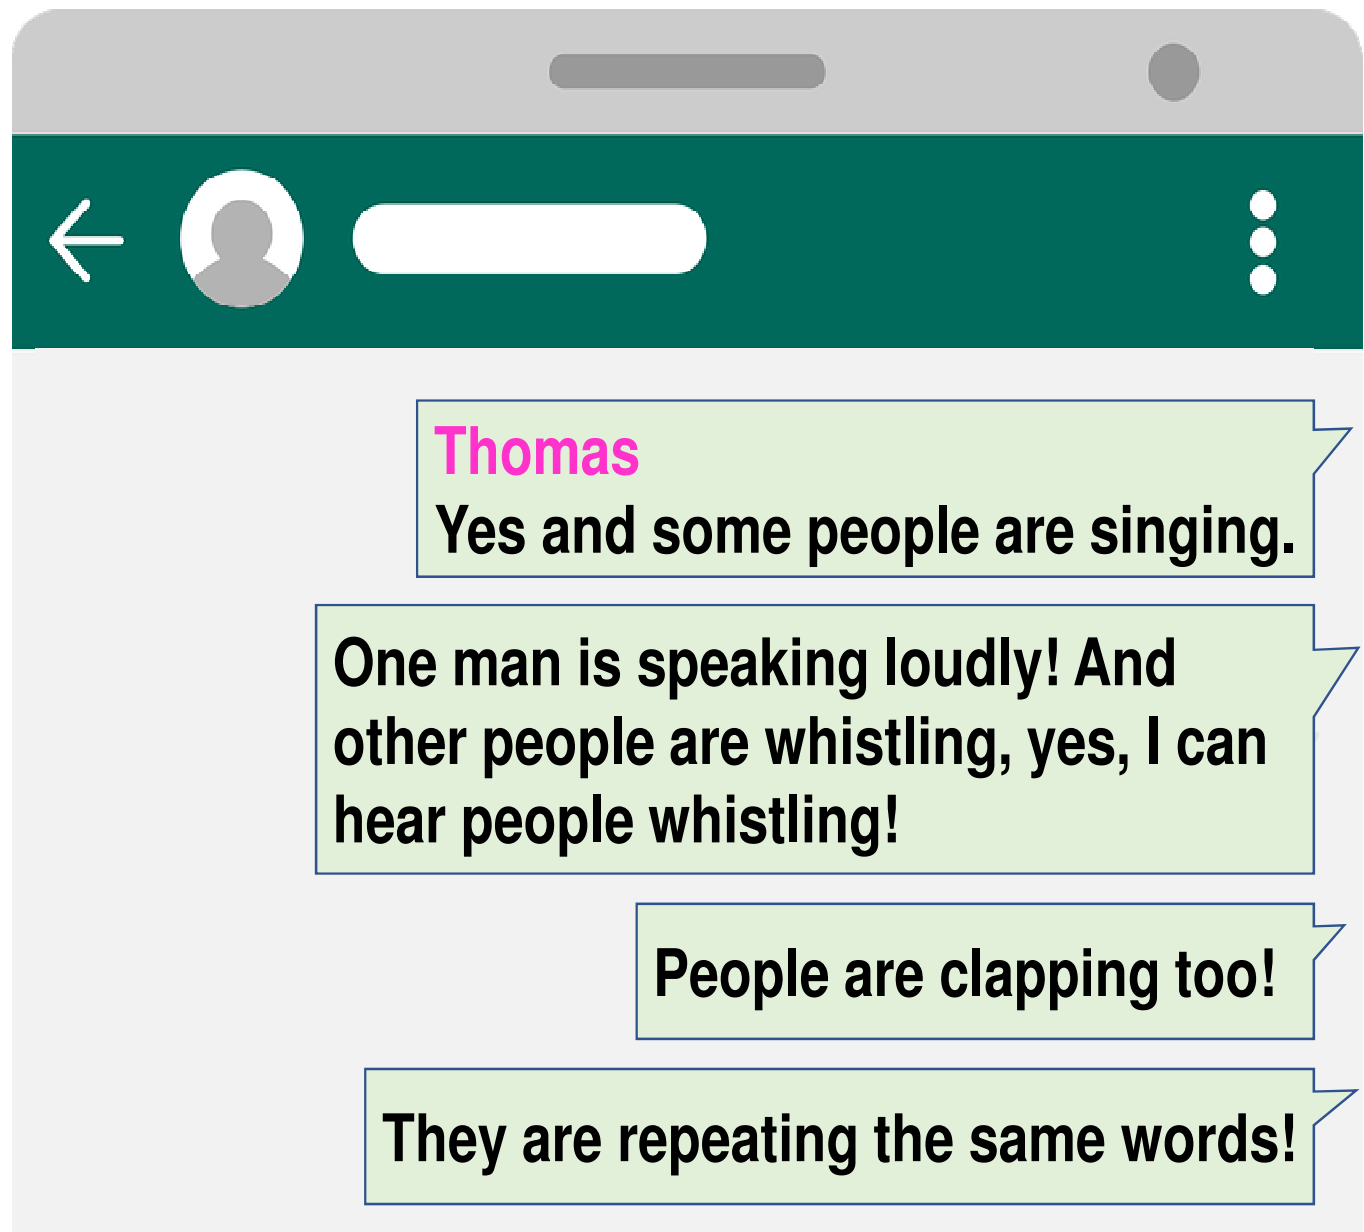 Thomas
Yes and some people are singing.
One man is speaking loudly! And
other people are whistling, yes, I can
hear people whistling!
People are clapping too!
They are repeating the same words!